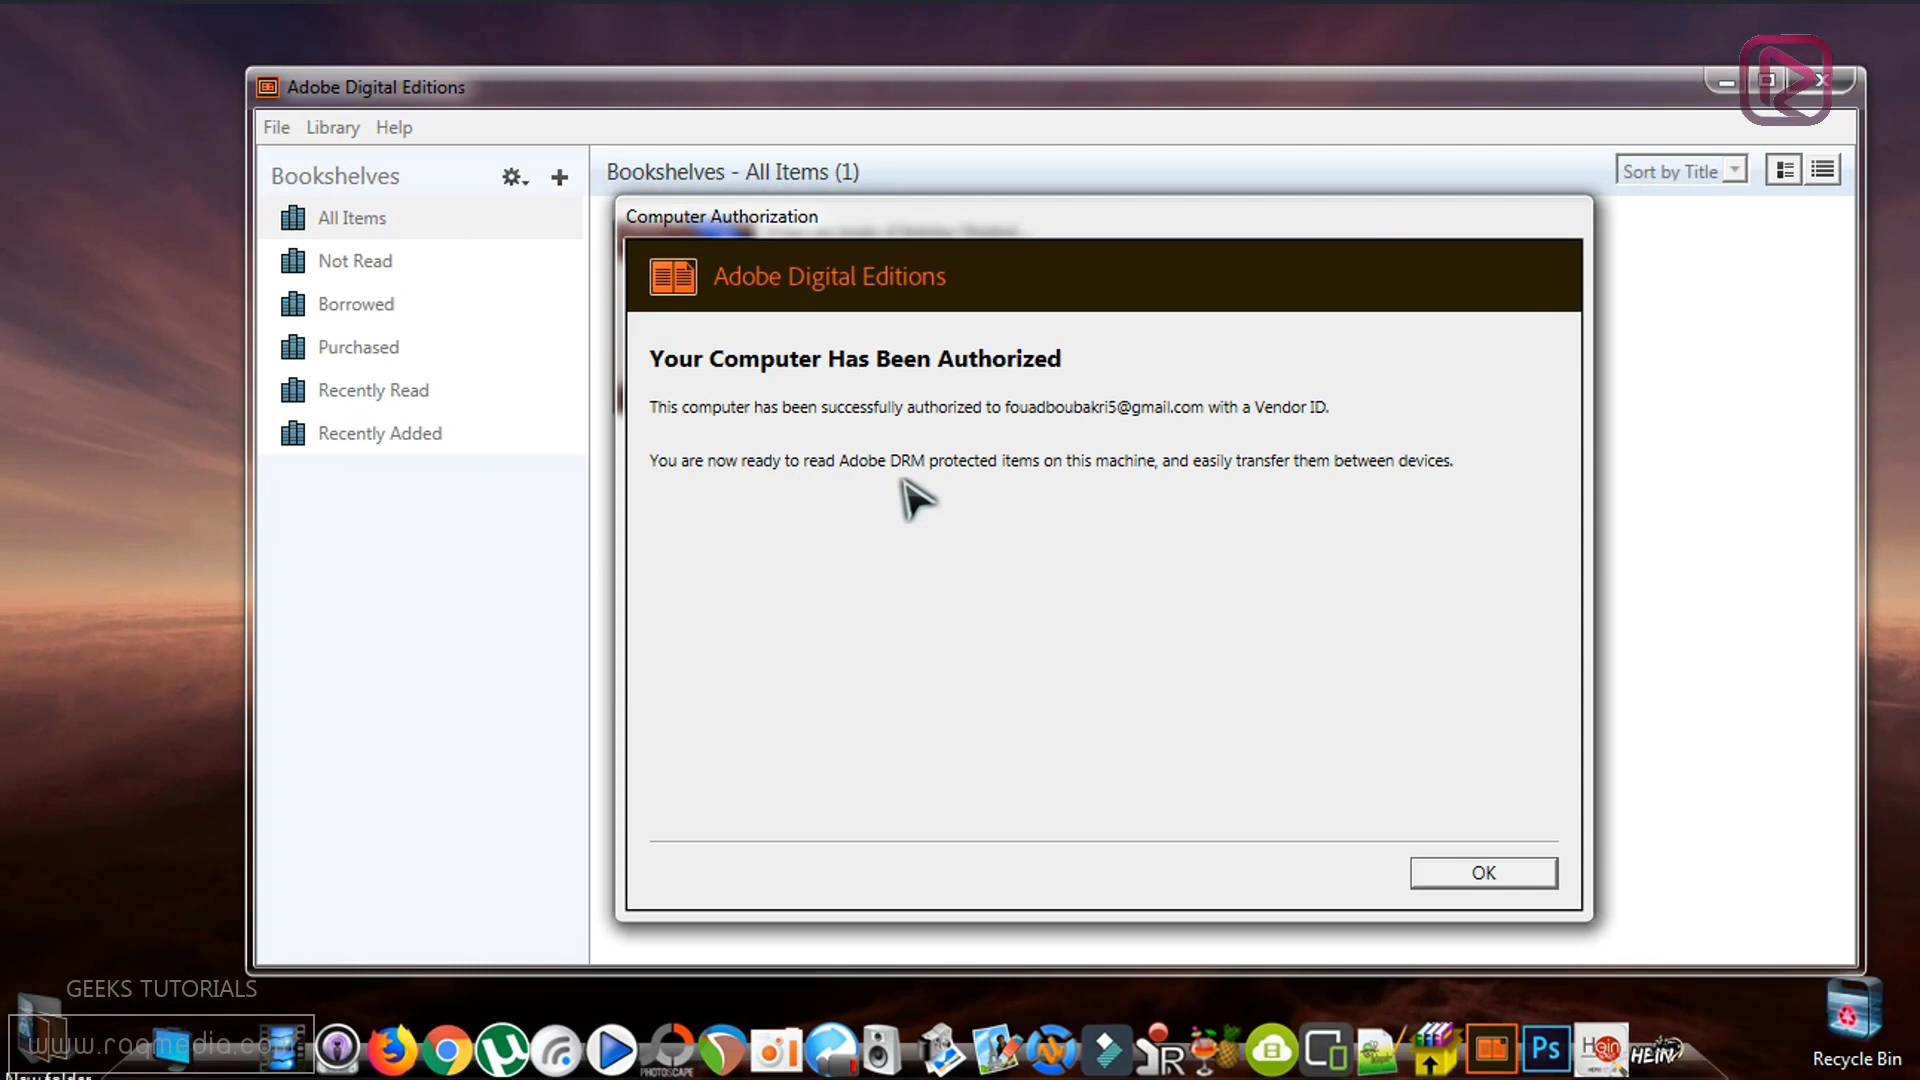 Adobe Digital Editions
File Library Help
Bookshelves
Bookshelves - All Items (1)
Sort by Title
All Items
Not Read
Borrowed
Purchased
Recently Read
Recently Added
Computer Authorization
Adobe Digital Editions
Your Computer Has Been Authorized
This computer has been successfully authorized to fouadboubakri5@gmail.com with a Vendor ID.
You are now ready to read Adobe DRM protected items on this machine, and easily transfer them between devices.
OK
GEEKS TUTORIALS
www.raqmedia.com
PHOTOSCAPE
Ps
Hein
HEIN
Recycle Bin
New folder